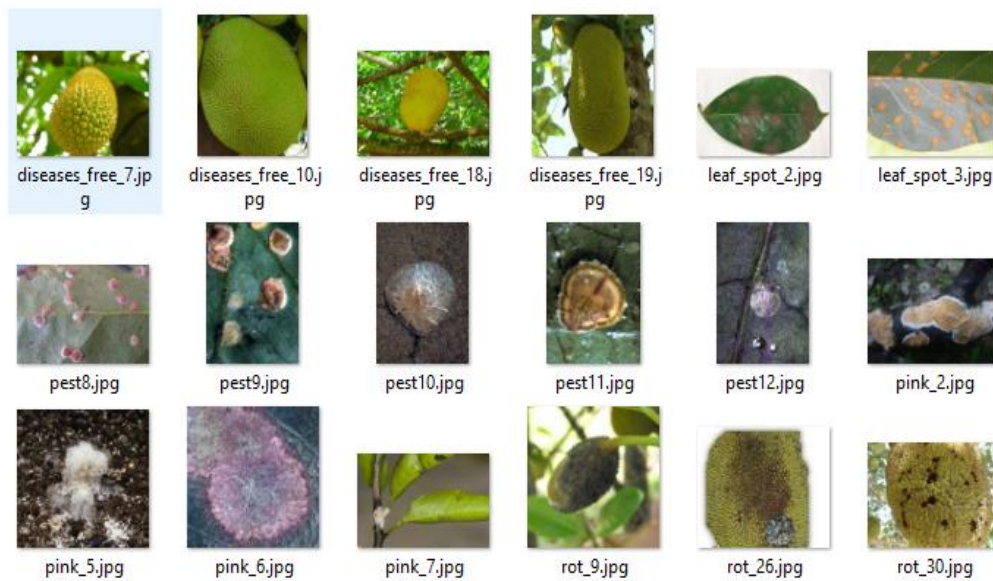 diseases_free_7.jp
g
diseases_free_10.j
pg
diseases_free_18.j
pg
diseases_free_19.j
pg
leaf_spot_2.jpg
leaf_spot_3.jpg
pest8.jpg
pest9.jpg
pest10.jpg
pest11.jpg
pest12.jpg
pink_2.jpg
pink_5.jpg
pink_6.jpg
pink_7.jpg
rot_9.jpg
rot_26.jpg
rot_30.jpg